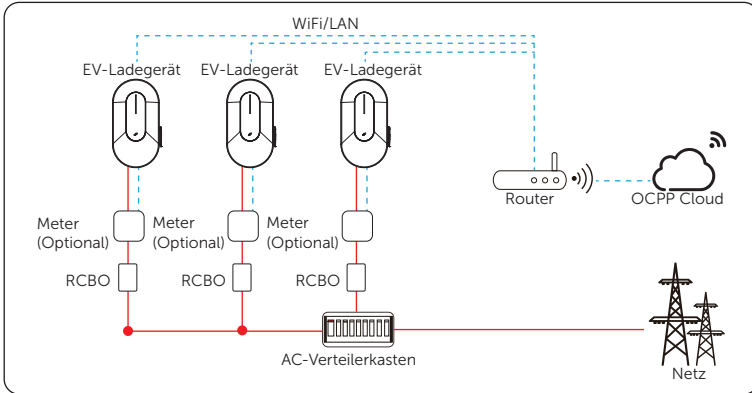 WiFi/LAN
EV-Ladegerät
EV-Ladegerät
EV-Ladegerät
Router
OCPP Cloud
Meter
(Optional)
Meter
(Optional)
Meter
(Optional)
RCBO
RCBO
RCBO
AC-Verteilerkasten
Netz